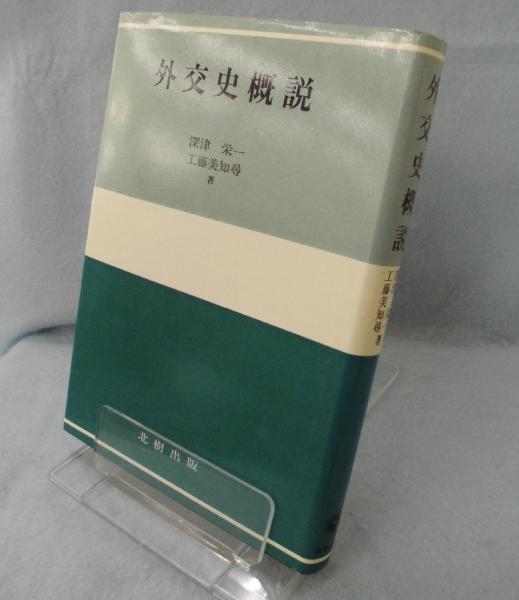 外交史概説
深津 栄一
工藤美知尋
著
北樹出版
外交史概説
工藤美知尋著